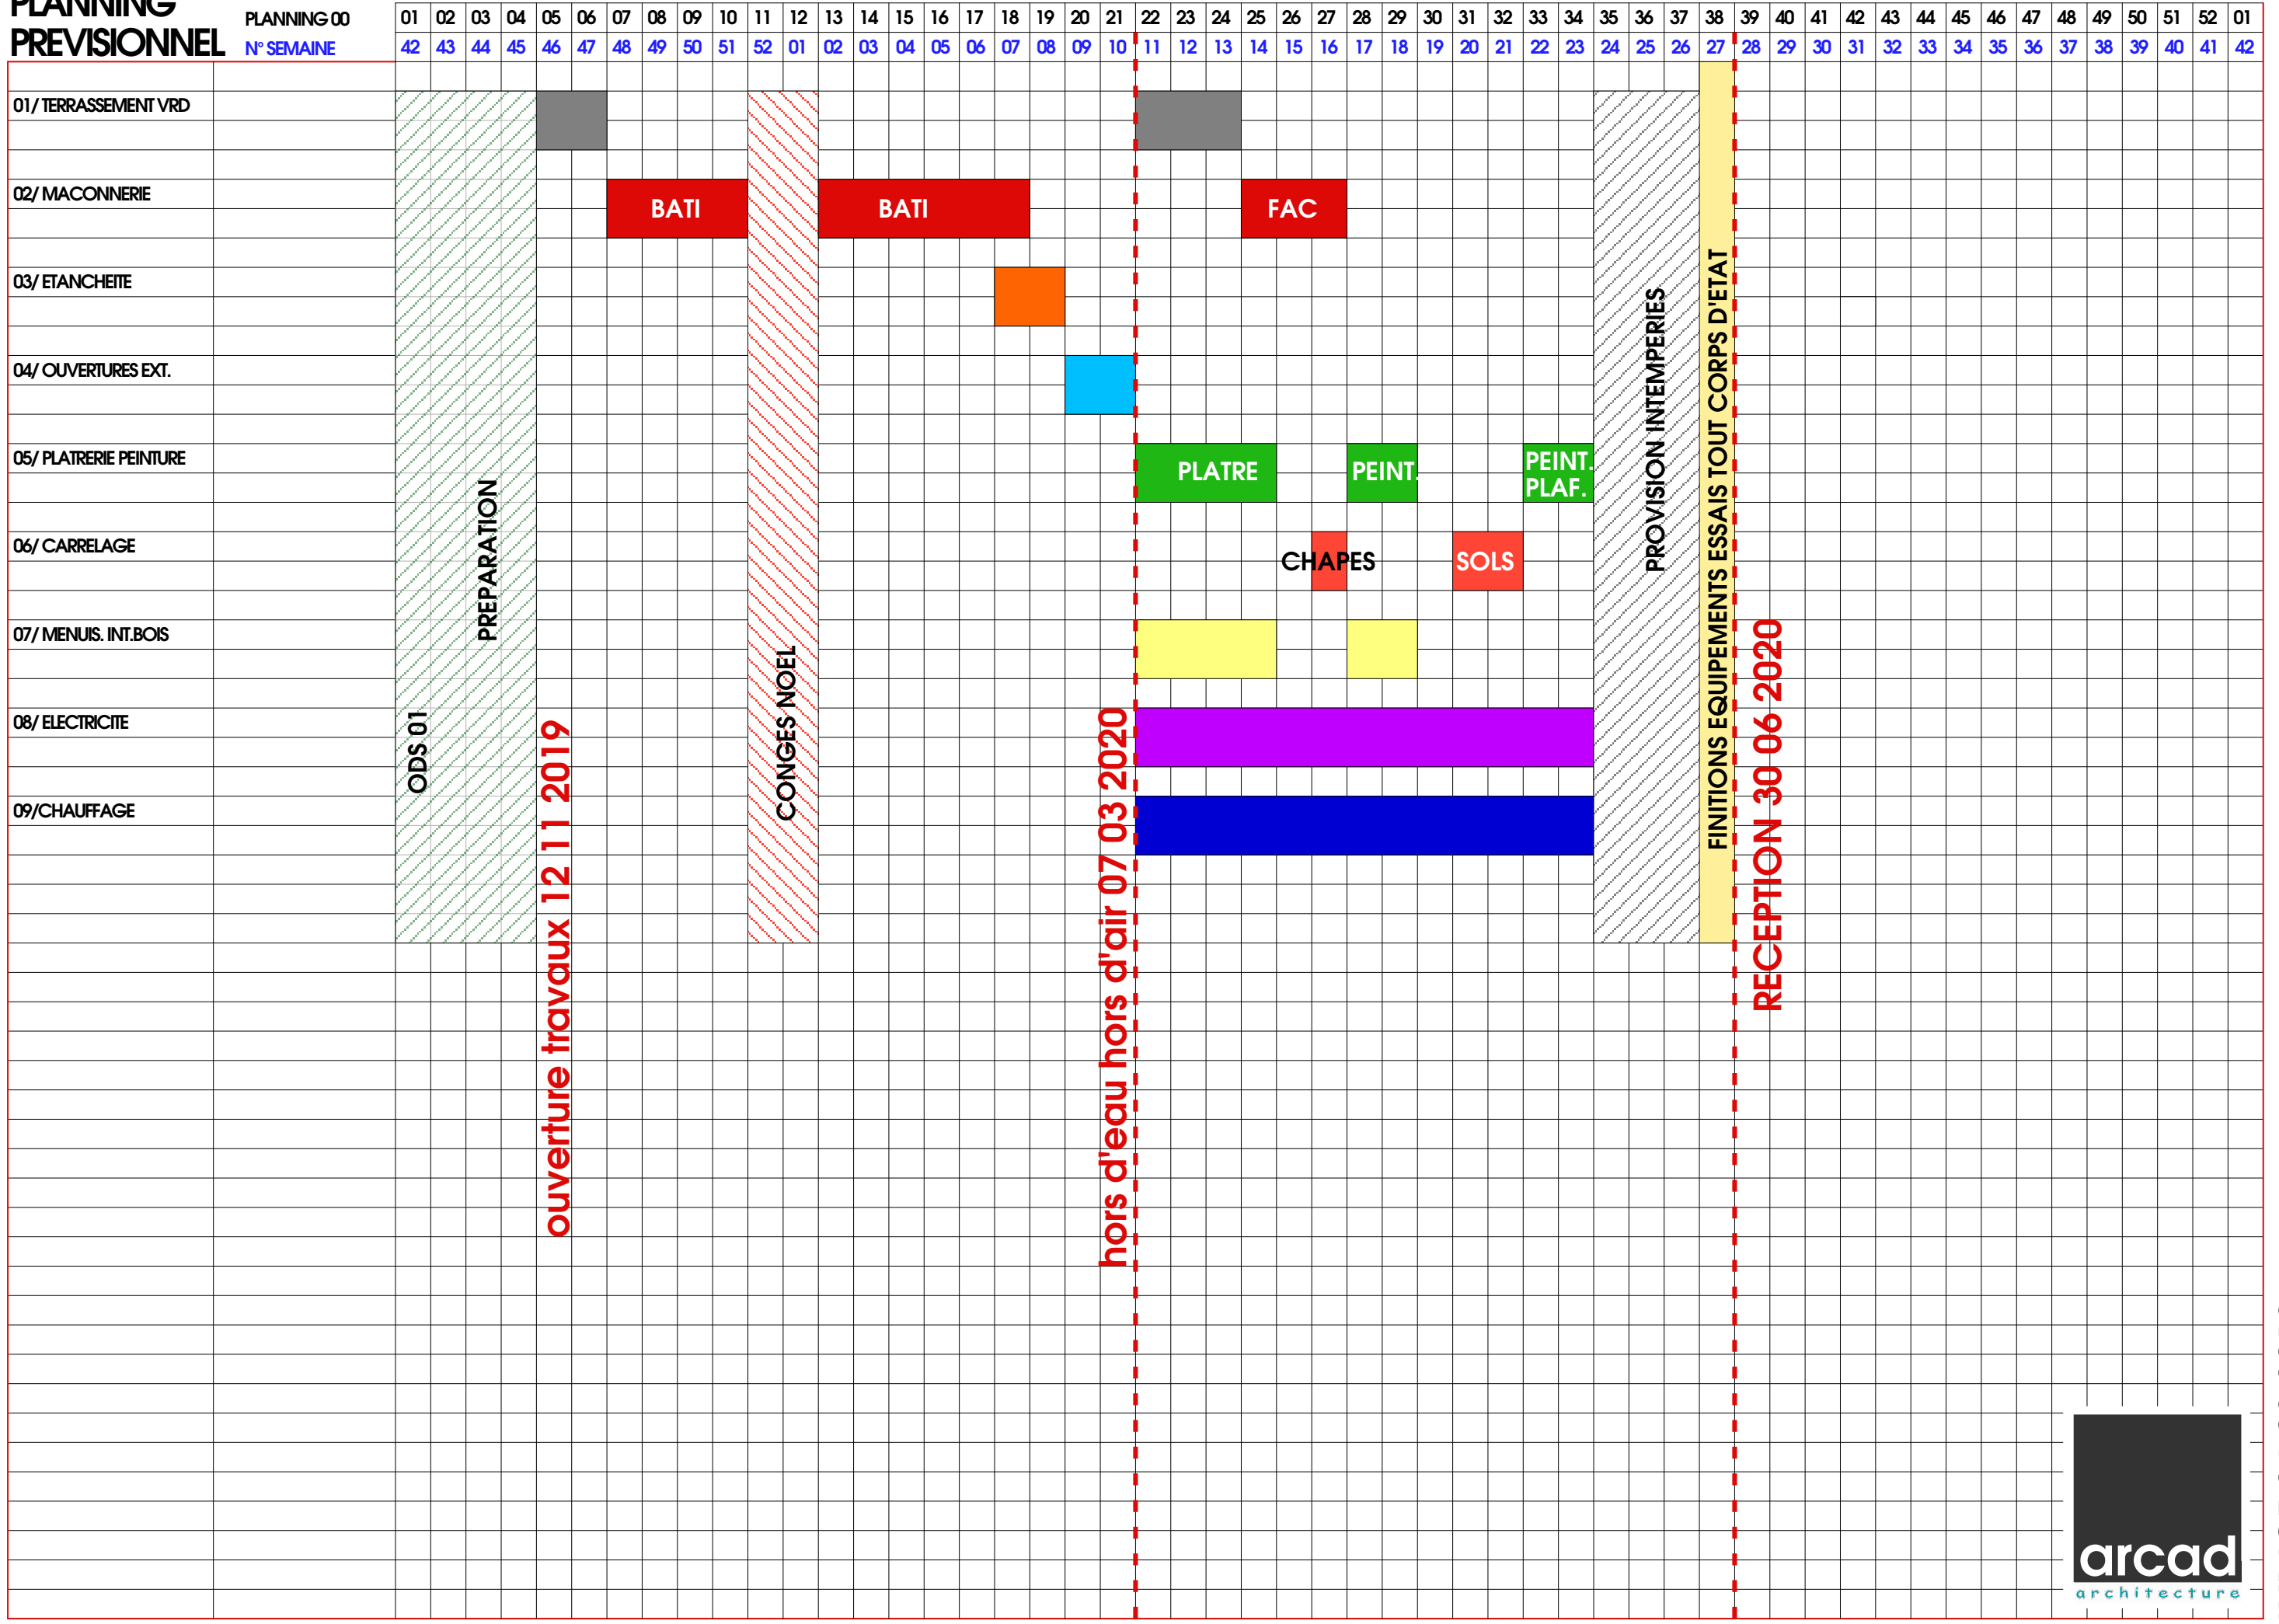 PLANNING
PREVISIONNEL
PLANNING 00
01 02 03 04 05 06 07 08 09 10 11 12 13 14 15 16 17 18 19 20 21 22 23 24 25 26 27 28 29 30 31 32 33 34 35 36 37 38 39 40 41 42 43 44 45 46 47 48 49 50 51 52 01
N° SEMAINE
42 43 44 45 46 47 48 49 50 51 52 01 02 03 04 05 06 07 08 09 10 11 12 13 14 15 16 17 18 19 20 21 22 23 24 25 26 27 28 29 30 31 32 33 34 35 36 37 38 39 40 41 42
01/ TERRASSEMENT VRD
02/ MACONNERIE
BATI
BATI
FAC
03/ ETANCHEITE
04/ OUVERTURES EXT.
05/ PLATRERIE PEINTURE
PLATRE
PEINT.
PEINT.
PLAF.
06/ CARRELAGE
CHAPES
SOLS
07/ MENUIS. INT.BOIS
08/ ELECTRICITE
09/CHAUFFAGE
ODS 01
PREPARATION
ouverture travaux 12 11 2019
CONGES NOEL
hors d'eau hors d'air 07 03 2020
PROVISION INTEMPERIES
FINITIONS EQUIPEMENTS ESSAIS TOUT CORPS D'ETAT
RECEPTION 30 06 2020
arcad
architecture